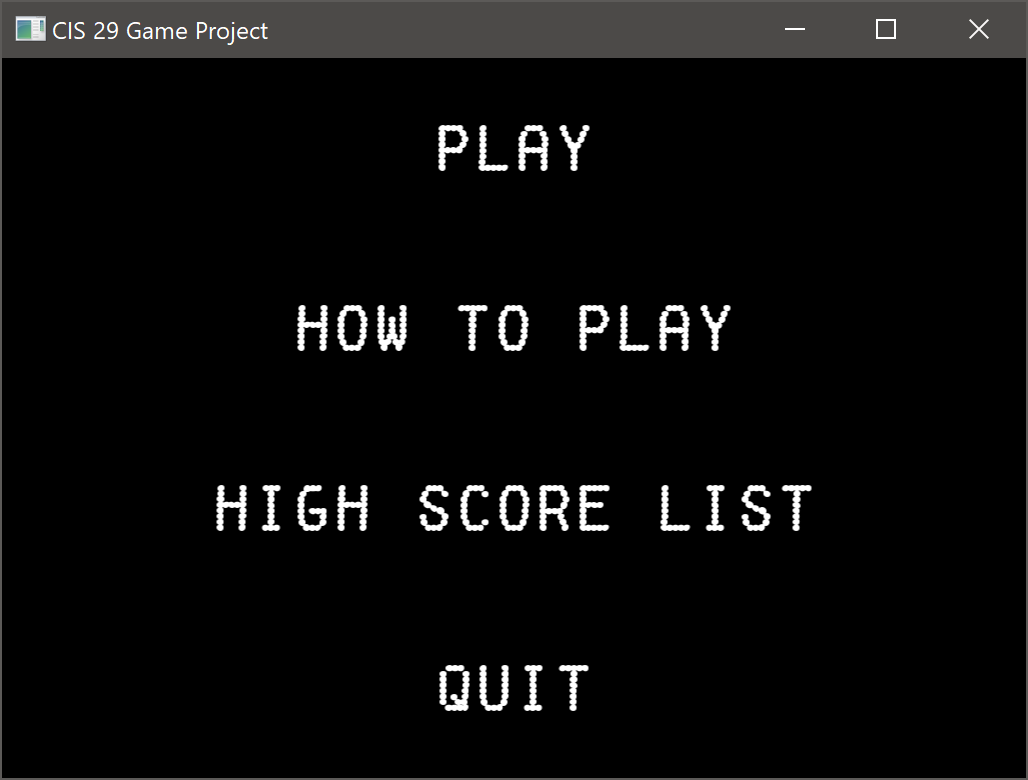 CIS 29 Game Project
PLAY
HOW TO PLAY
HIGH SCORE LIST
QUIT